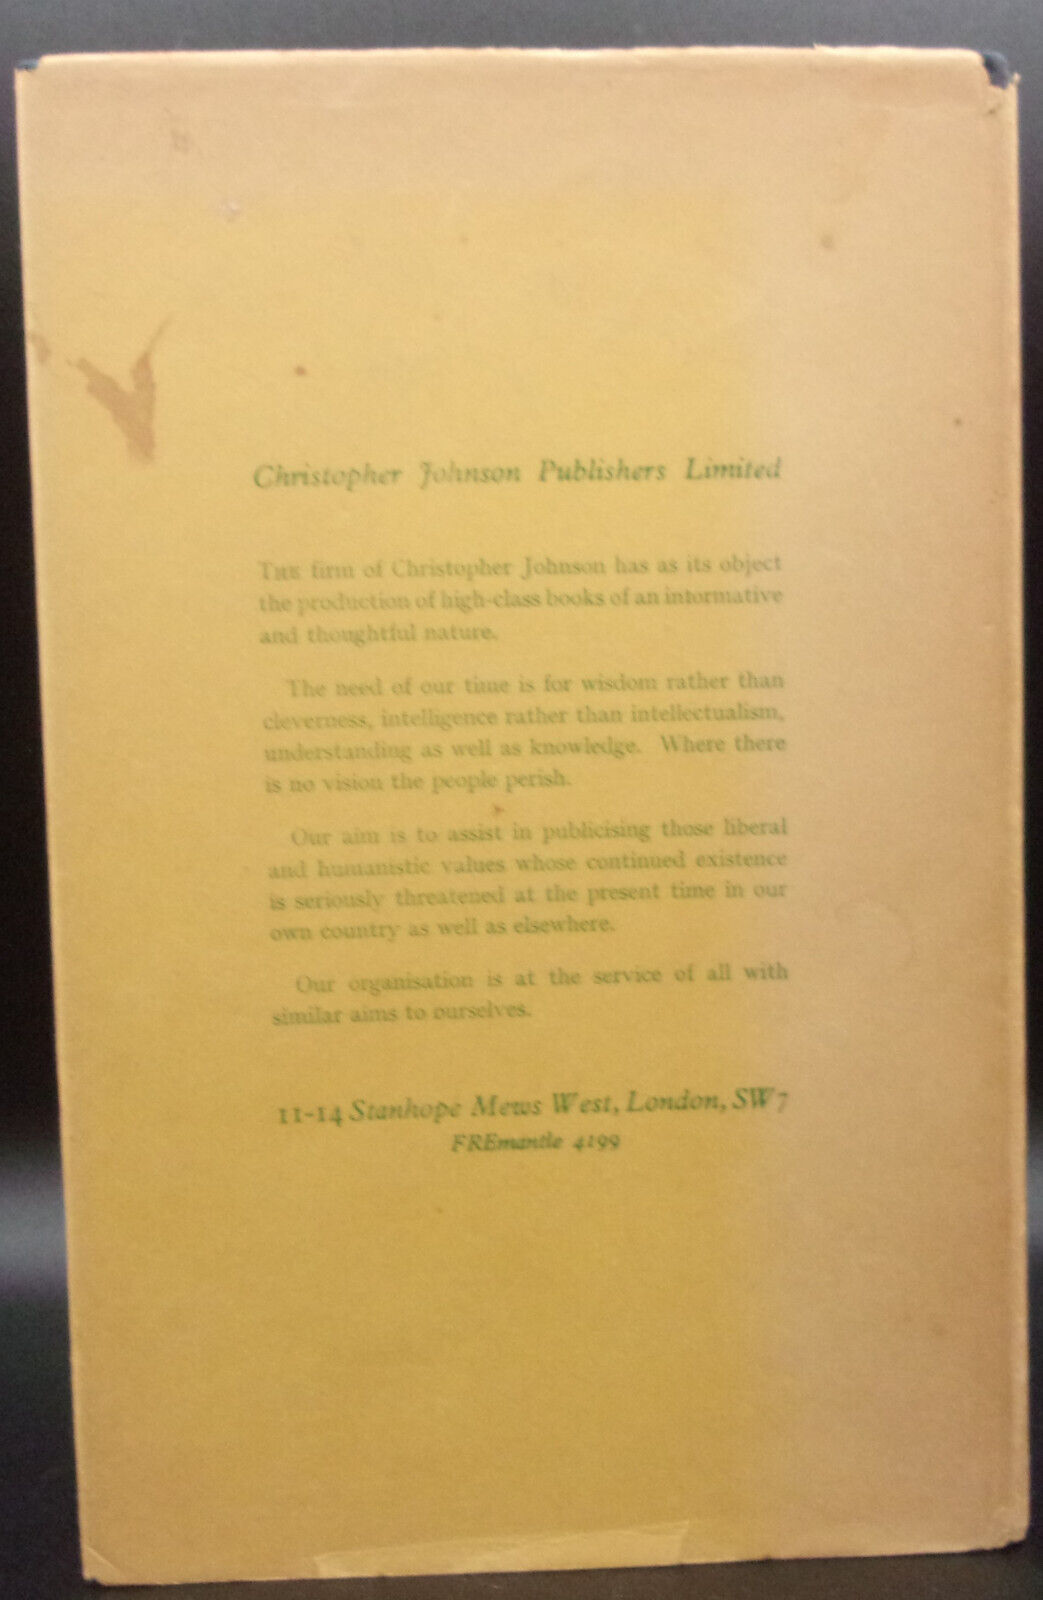 Christopher Johnson Publishers Limited
THE firm of Christopher Johnson has as its object
the production of high-class books of an informative
and thoughtful nature.
The need of our time is for wisdom rather than
cleverness, intelligence rather than intellectualism,
understanding as well as knowledge. Where there
is no vision the people perish.
Our aim is to assist in publicising those liberal
and humanistic values whose continued existence
is seriously threatened at the present time in our
own country as well as elsewhere.
Our organisation is at the service of all with
similar aims to ourselves.
11-14 Stanhope Mews West, London, SW7
FREmantle 4199